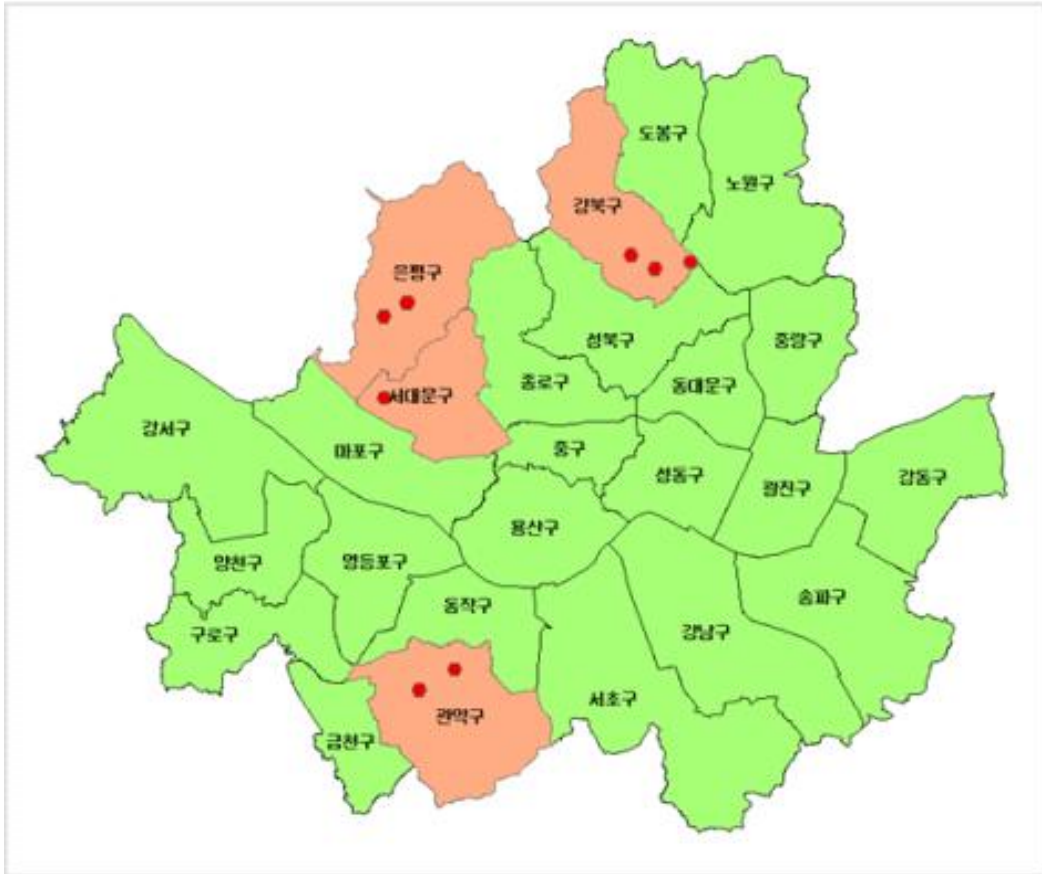 도봉구
노원구
강북구
은평구
성북구
중랑구
종로구
동대문구
서대문구
강서구
마포구
중구
성동구
광진구
강동구
용산구
양천구
영등포구
송파구
동작구
구로구
강남구
서초구
관악구
금천구